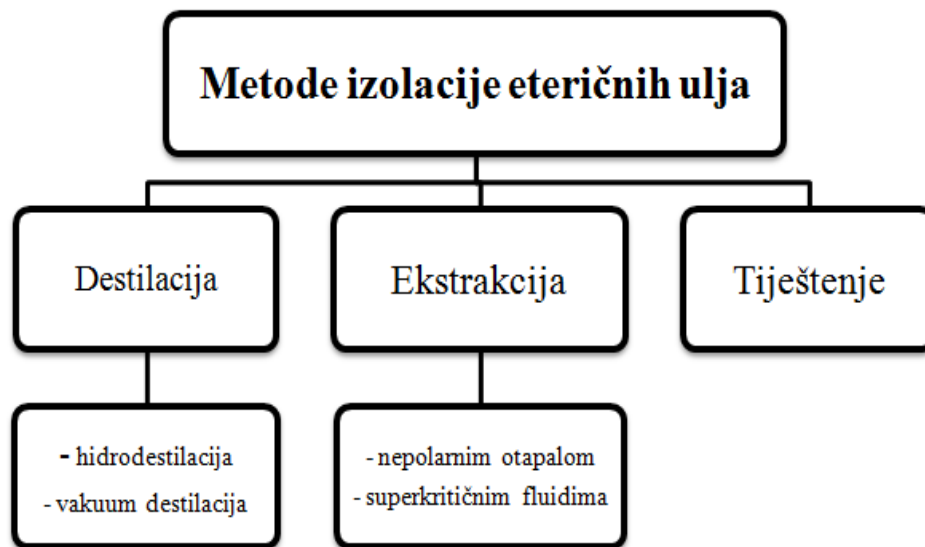 Metode izolacije eteričnih ulja
Destilacija
Ekstrakcija
Tiještenje
- hidrodestilacija
- vakuum destilacija
- nepolarnim otapalom
- superkritičnim fluidima